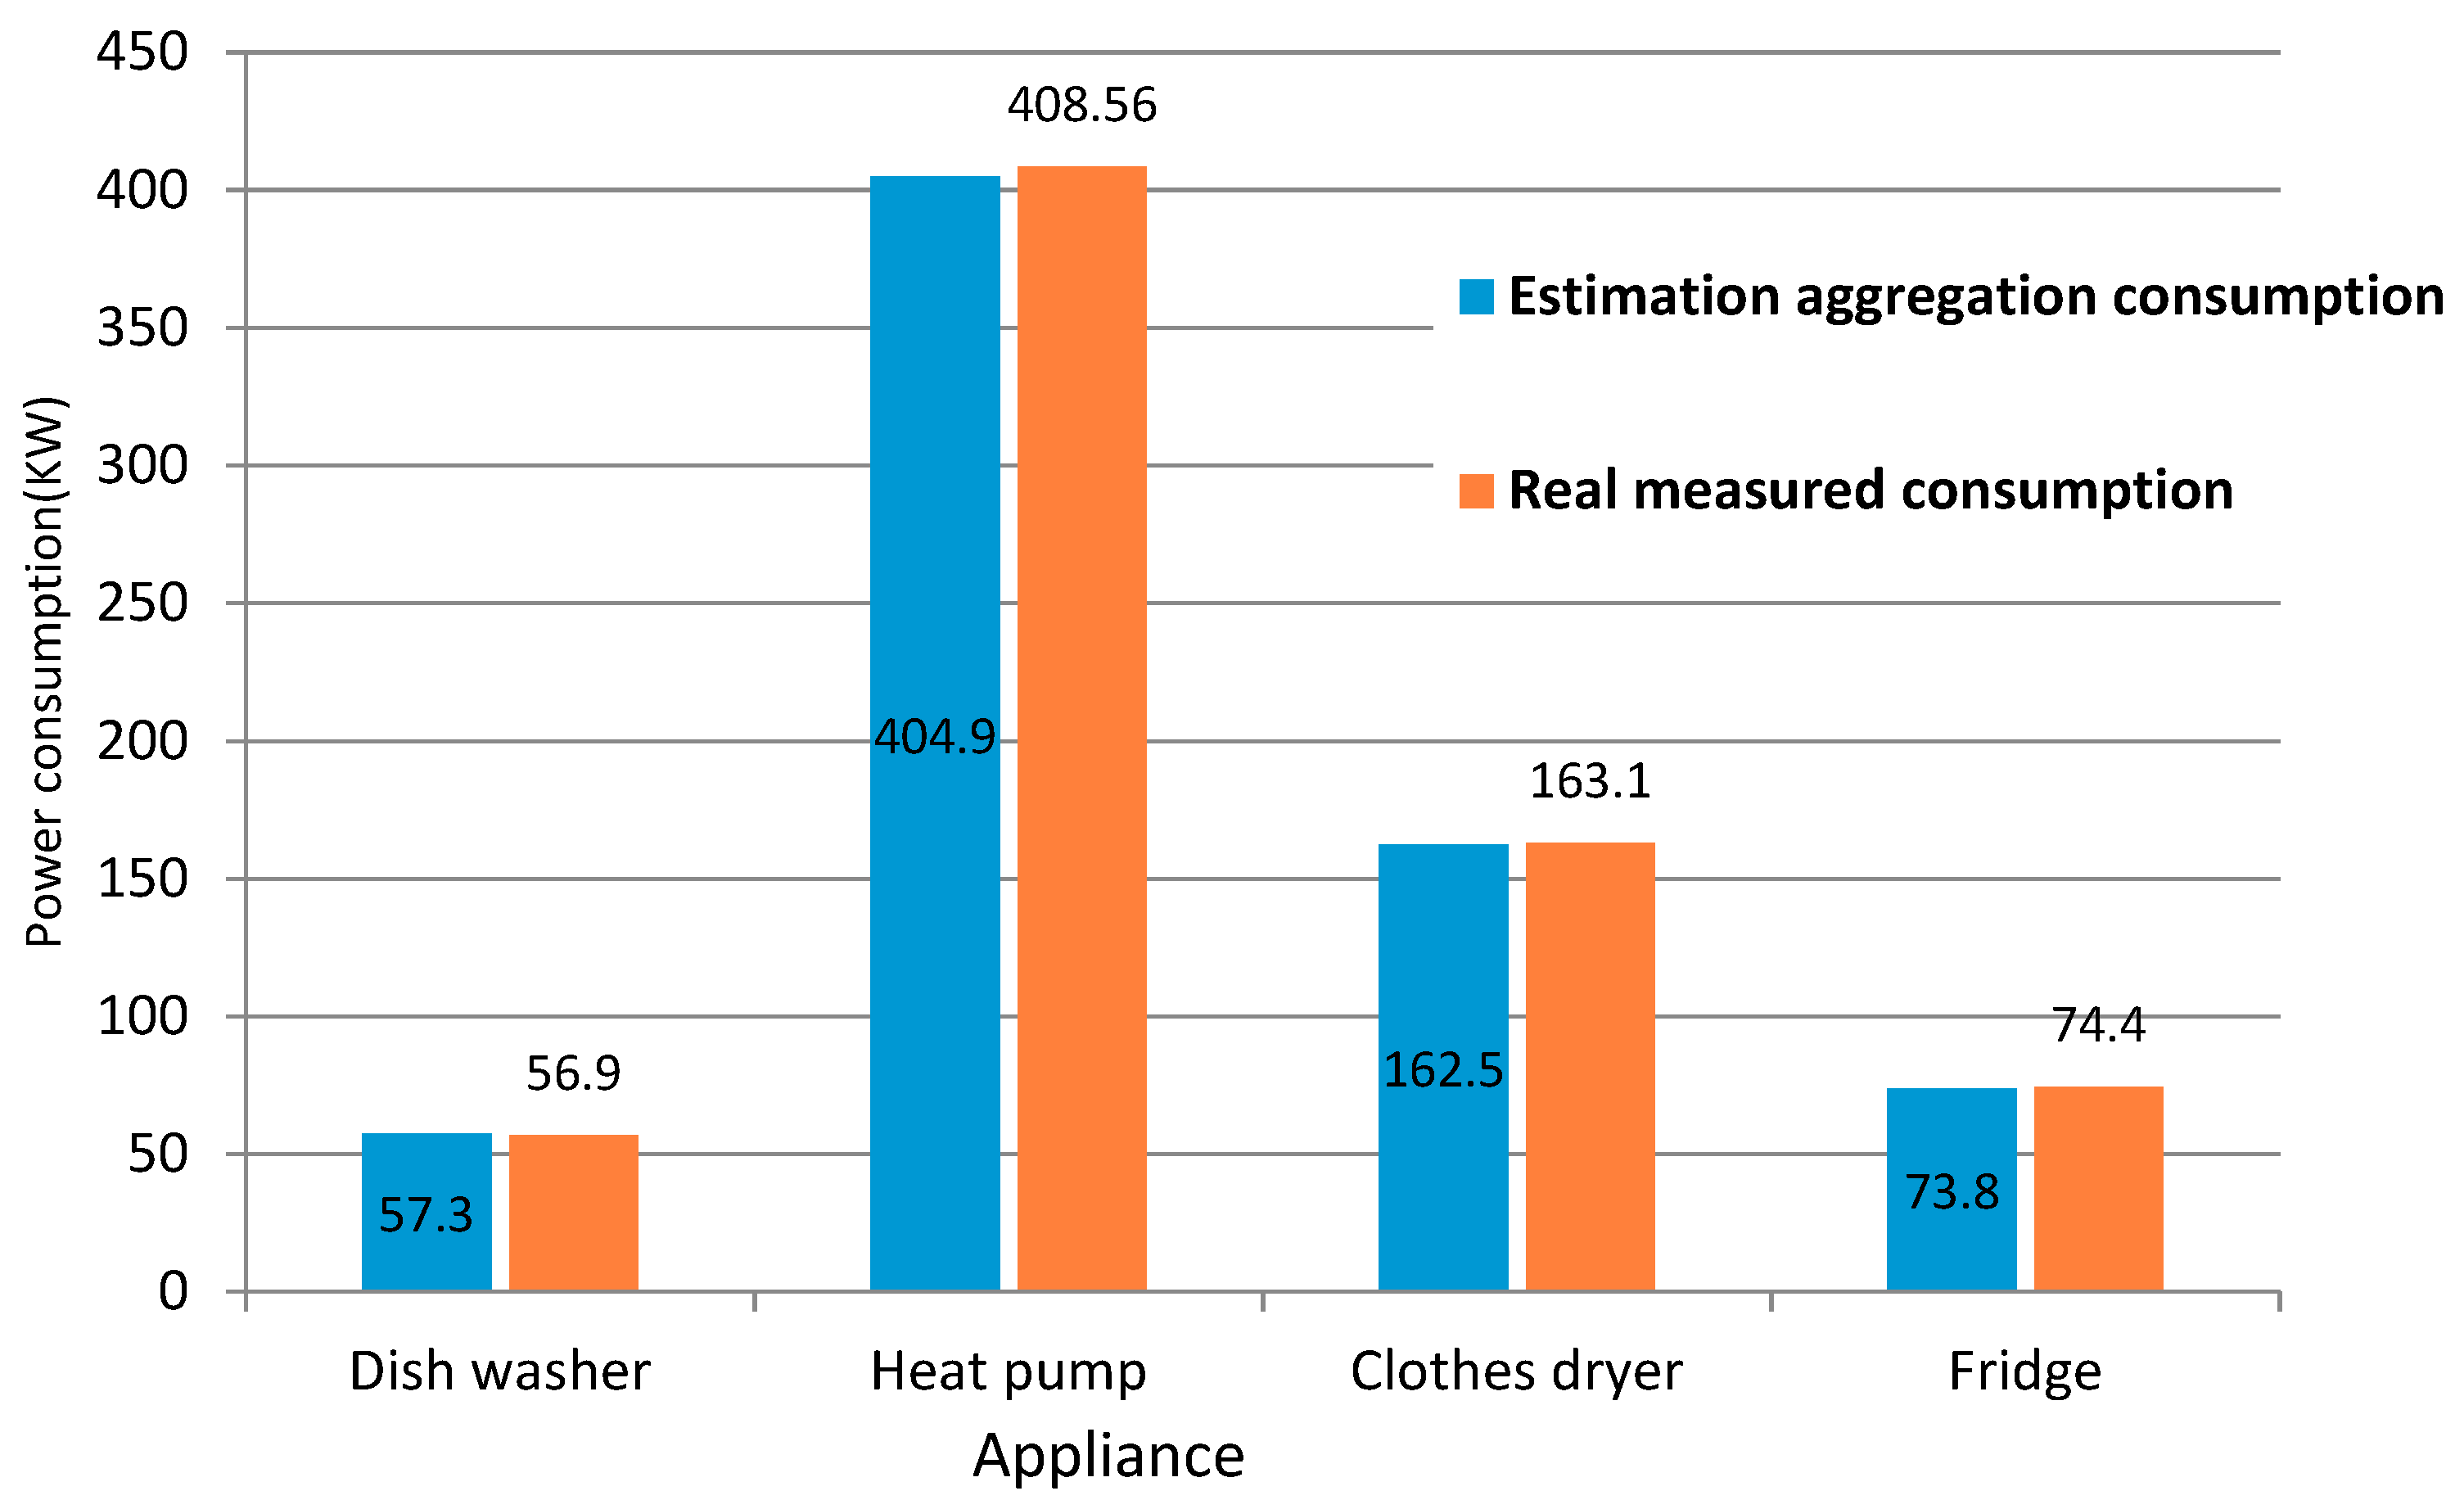 450
400
350
300
250
200
150
100
50
0
Power consumption(KW)
408.56
404.9
163.1
162.5
74.4
73.8
56.9
57.3
Estimation aggregation consumption
Real measured consumption
Dish washer
Heat pump
Clothes dryer
Fridge
Appliance